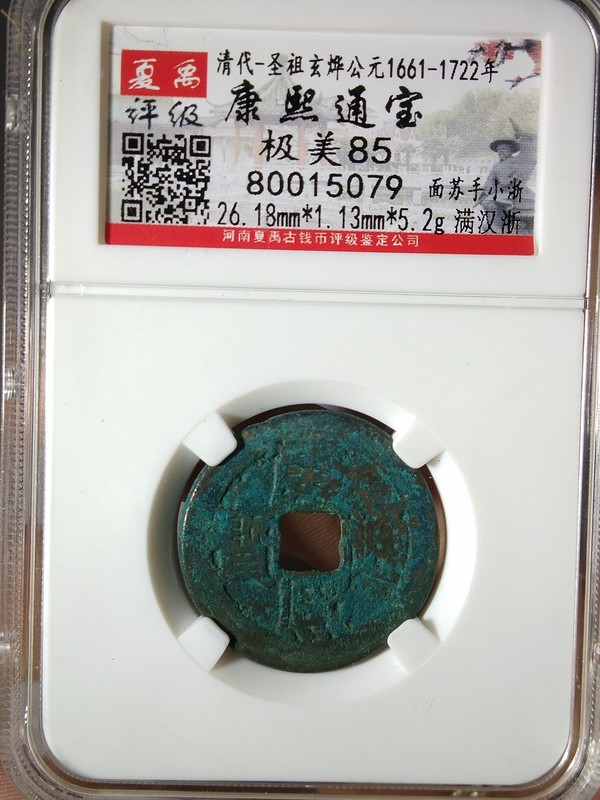 夏禹
评级
清代-圣祖玄烨公元1661-1722年
康熙通宝
极美85
80015079
面苏手小浙
26.18mm*1.13mm*5.2g 满汉浙
河南夏禹古钱币评级鉴定公司